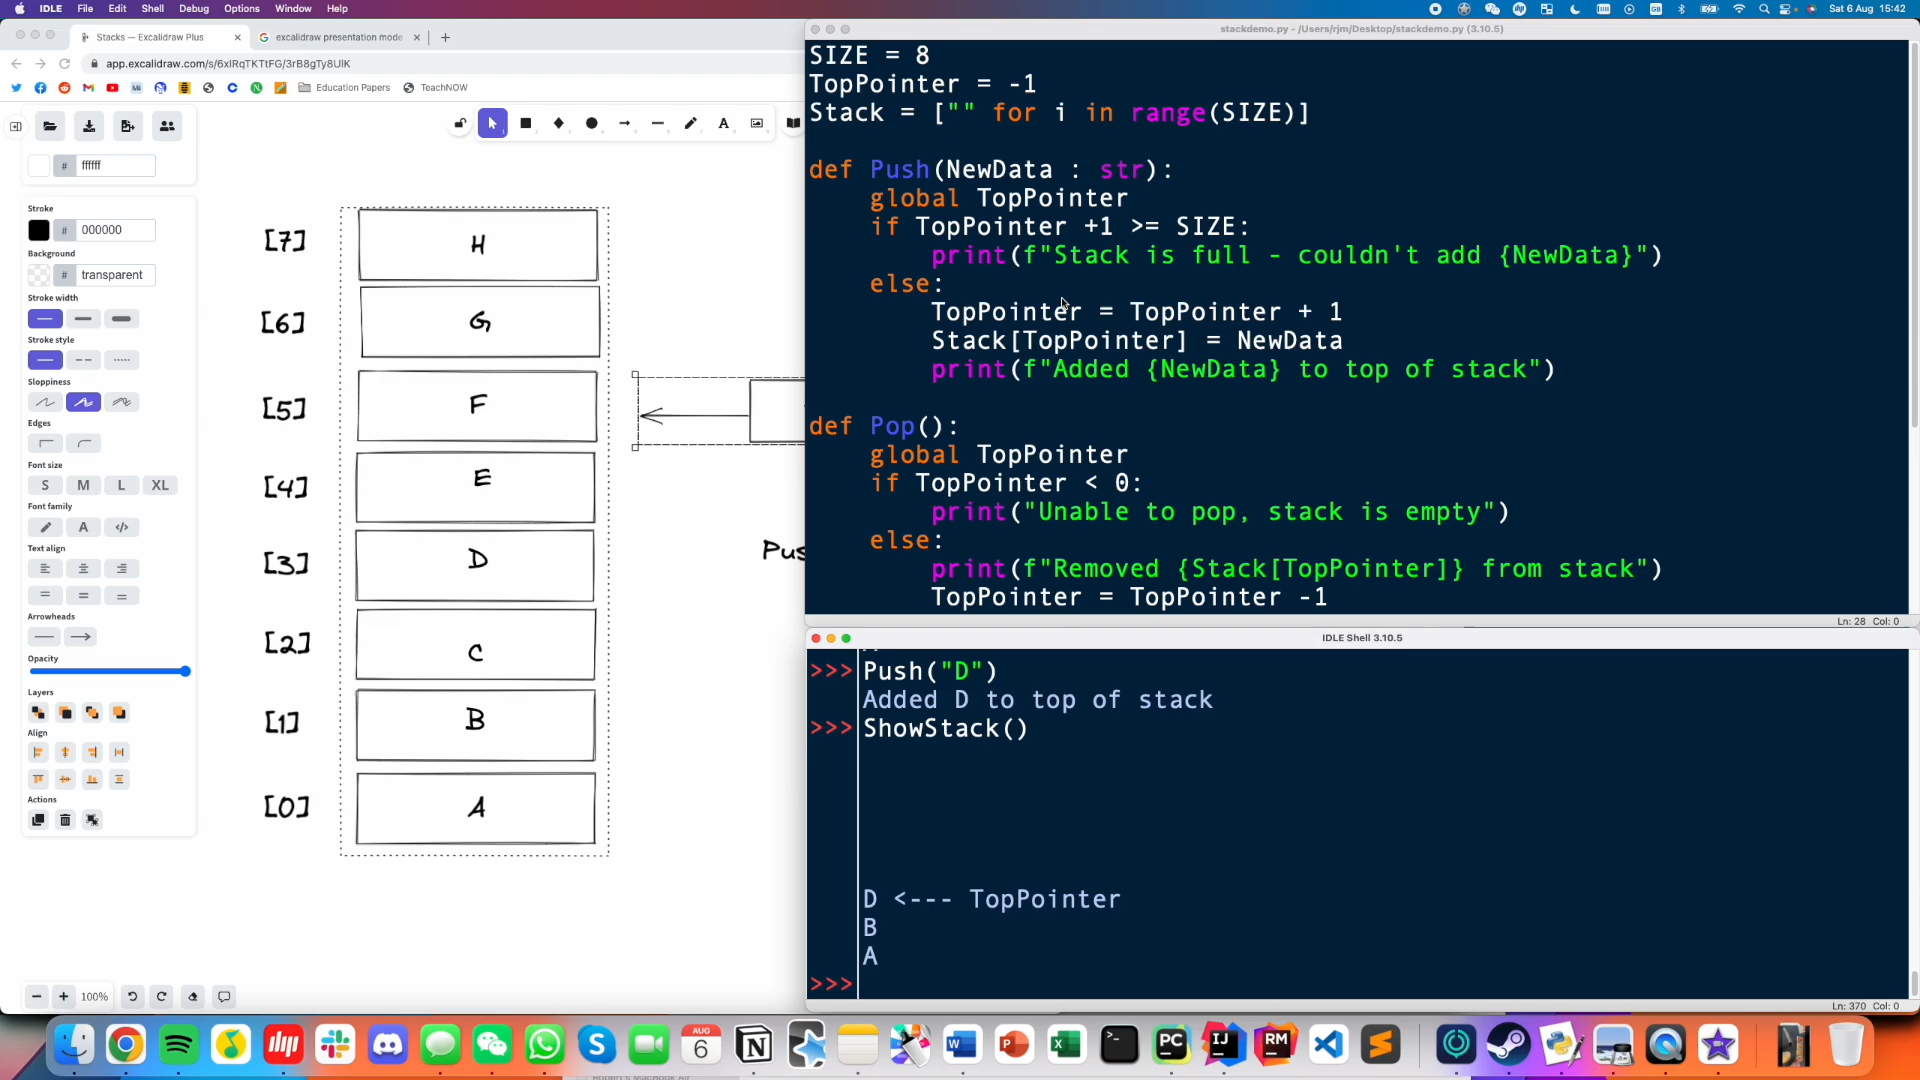 IDLE File Edit Shell Debug Options Window Help
Sat 6 Aug 15:42
Stacks — Excalidraw Plus
excalidraw presentation mode
app.excalidraw.com/s/6xIRqTKTtFG/3rB8gTy8UIK
Education Papers
TeachNOW
# ffffff
Stroke
# 000000
Background
# transparent
Stroke width
Stroke style
Sloppiness
Edges
Font size
S M L XL
Font family
A </>
Text align
Arrowheads
Opacity
Layers
Align
Actions
100%
[7] H
[6] G
[5] F
[4] E
[3] D
[2] C
[1] B
[0] A
Pus
stackdemo.py - /Users/rjm/Desktop/stackdemo.py (3.10.5)
SIZE = 8
TopPointer = -1
Stack = ["" for i in range(SIZE)]
def Push(NewData : str):
global TopPointer
if TopPointer +1 >= SIZE:
print(f"Stack is full - couldn't add {NewData}")
else:
TopPointer = TopPointer + 1
Stack[TopPointer] = NewData
print(f"Added {NewData} to top of stack")
def Pop():
global TopPointer
if TopPointer < 0:
print("Unable to pop, stack is empty")
else:
print(f"Removed {Stack[TopPointer]} from stack")
TopPointer = TopPointer -1
Ln: 28 Col: 0
IDLE Shell 3.10.5
>>> Push("D")
Added D to top of stack
>>> ShowStack()
D <--- TopPointer
B
A
>>>
Ln: 370 Col: 0
AUG
6
PC
IJ
RM